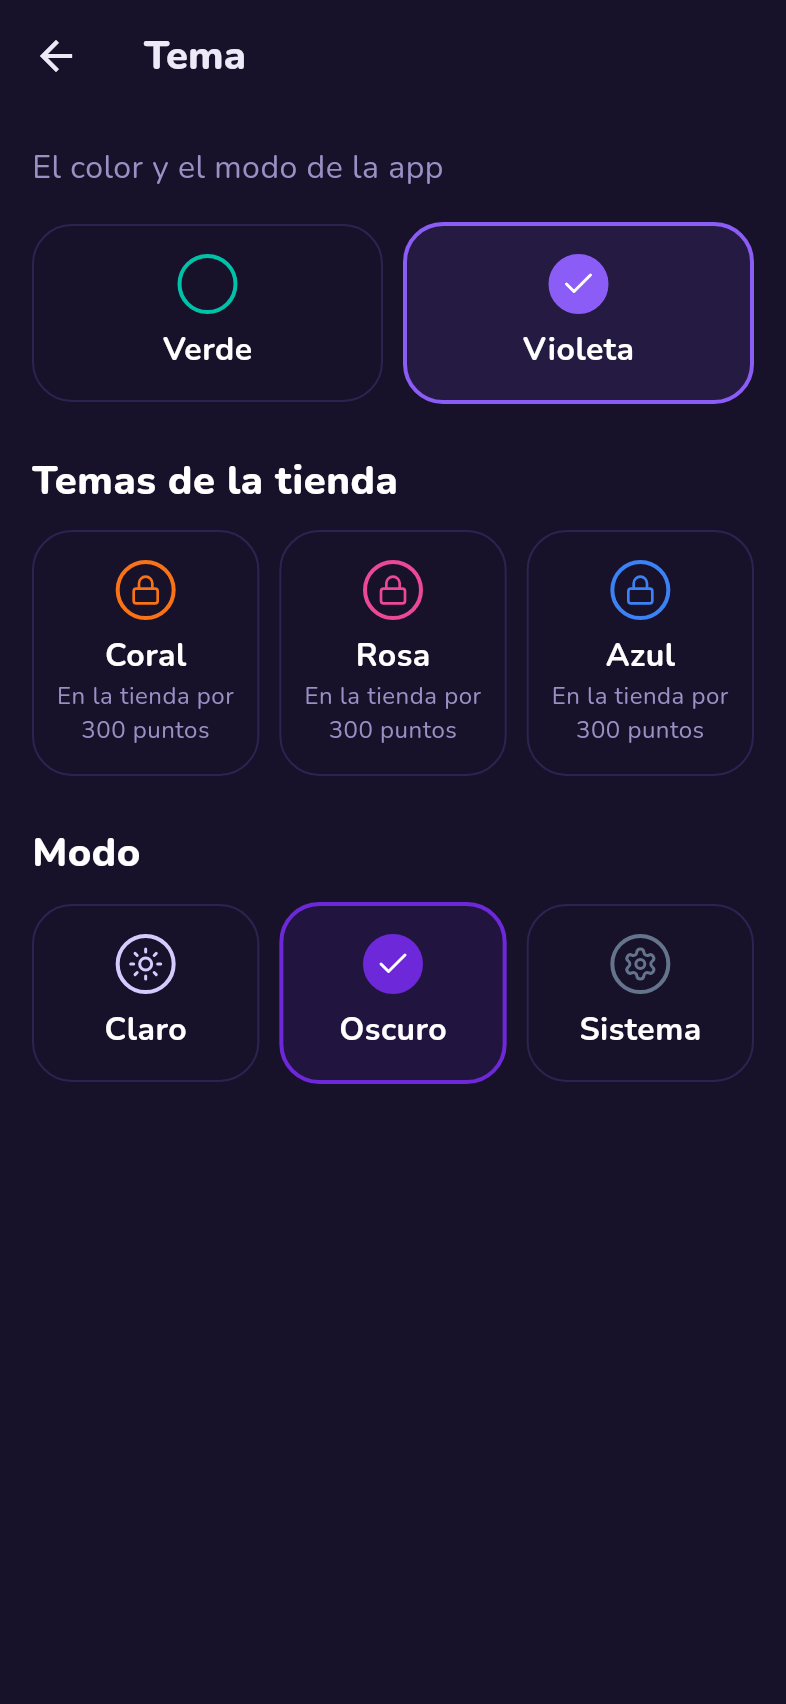 Tema
El color y el modo de la app
Verde
Violeta
Temas de la tienda
Coral
En la tienda por
300 puntos
Rosa
En la tienda por
300 puntos
Azul
En la tienda por
300 puntos
Modo
Claro
Oscuro
Sistema